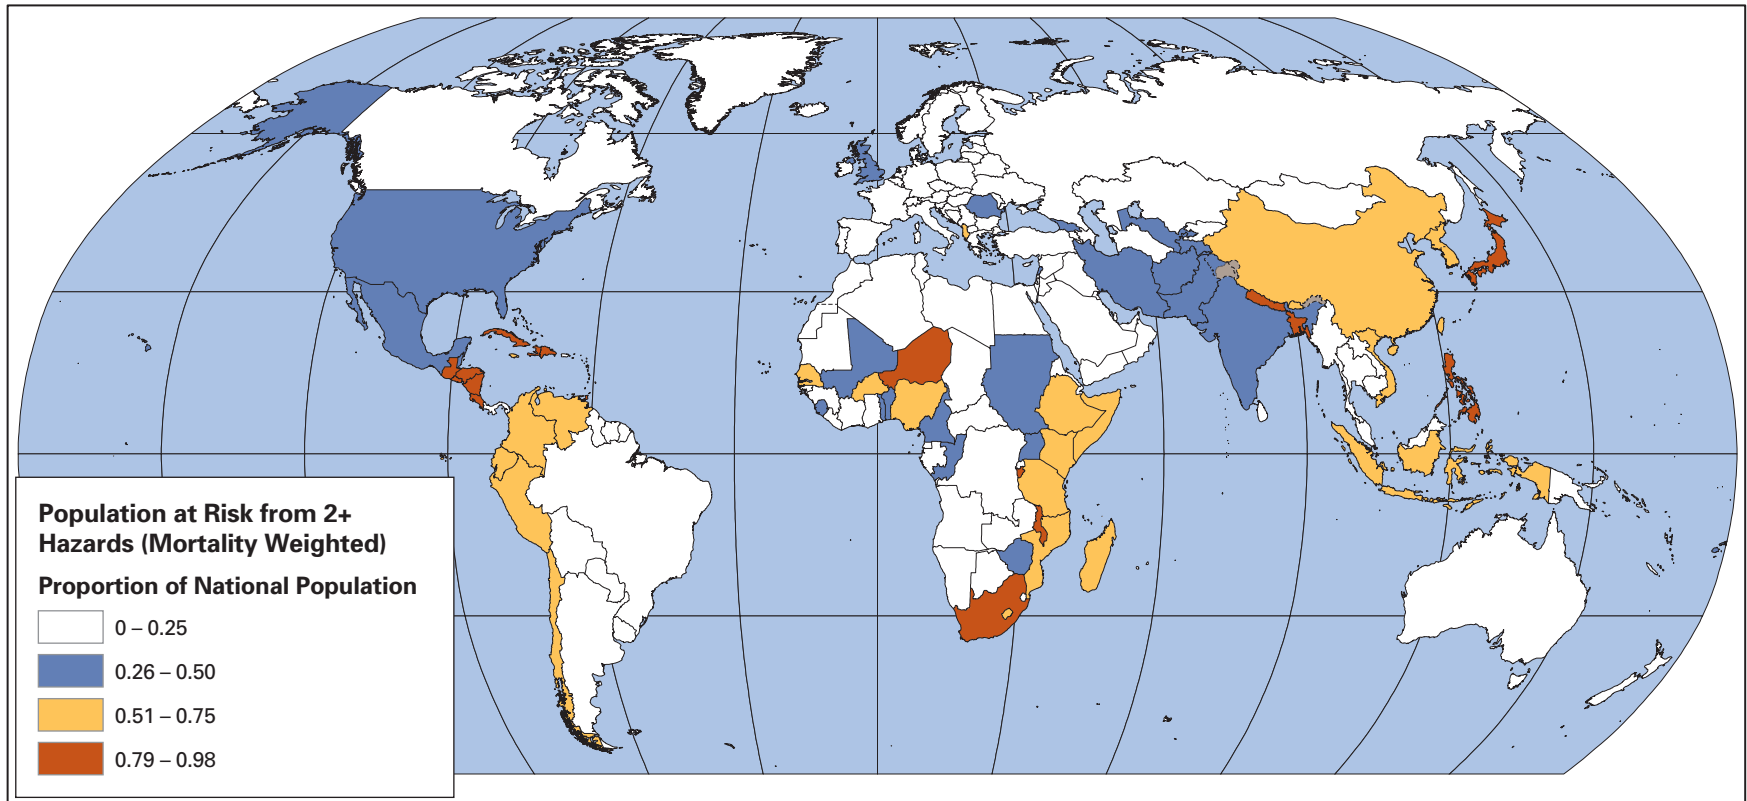 Population at Risk from 2+
Hazards (Mortality Weighted)
Proportion of National Population
0 – 0.25
0.26 – 0.50
0.51 – 0.75
0.79 – 0.98